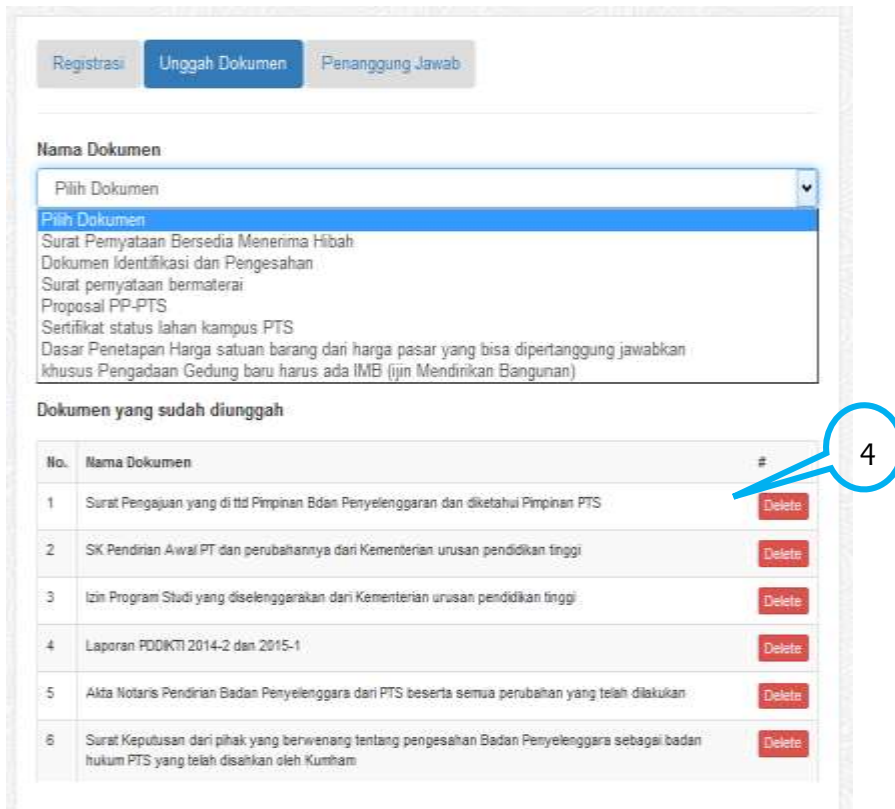 Registrasi Unggah Dokumen Penanggung Jawab
Nama Dokumen
Pilih Dokumen
Pilih Dokumen
Surat Pernyataan Bersedia Menerima Hibah
Dokumen Identifikasi dan Pengesahan
Surat pernyataan bermaterai
Proposal PP-PTS
Sertifikat status lahan kampus PTS
Dasar Penetapan Harga satuan barang dari harga pasar yang bisa dipertanggung jawabkan
khusus Pengadaan Gedung baru harus ada IMB (ijin Mendirikan Bangunan)
Dokumen yang sudah diunggah
4
No. Nama Dokumen #
1 Surat Pengajuan yang di ttd Pimpinan Bdan Penyelenggaran dan diketahui Pimpinan PTS Delete
2 SK Pendirian Awal PT dan perubahannya dari Kementerian urusan pendidikan tinggi Delete
3 Izin Program Studi yang diselenggarakan dari Kementerian urusan pendidikan tinggi Delete
4 Laporan PDDIKTI 2014-2 dan 2015-1 Delete
5 Akta Notaris Pendirian Badan Penyelenggara dari PTS beserta semua perubahan yang telah dilakukan Delete
6 Surat Keputusan dari pihak yang berwenang tentang pengesahan Badan Penyelenggara sebagai badan Delete
hukum PTS yang telah disahkan oleh Kumham